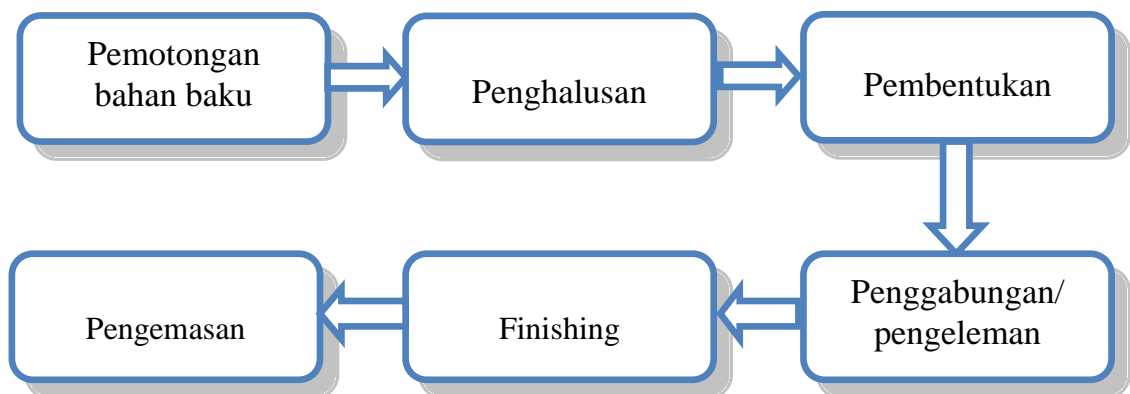 Pemotongan
bahan baku
Penghalusan
Pembentukan
Penggabungan/
pengeleman
Finishing
Pengemasan